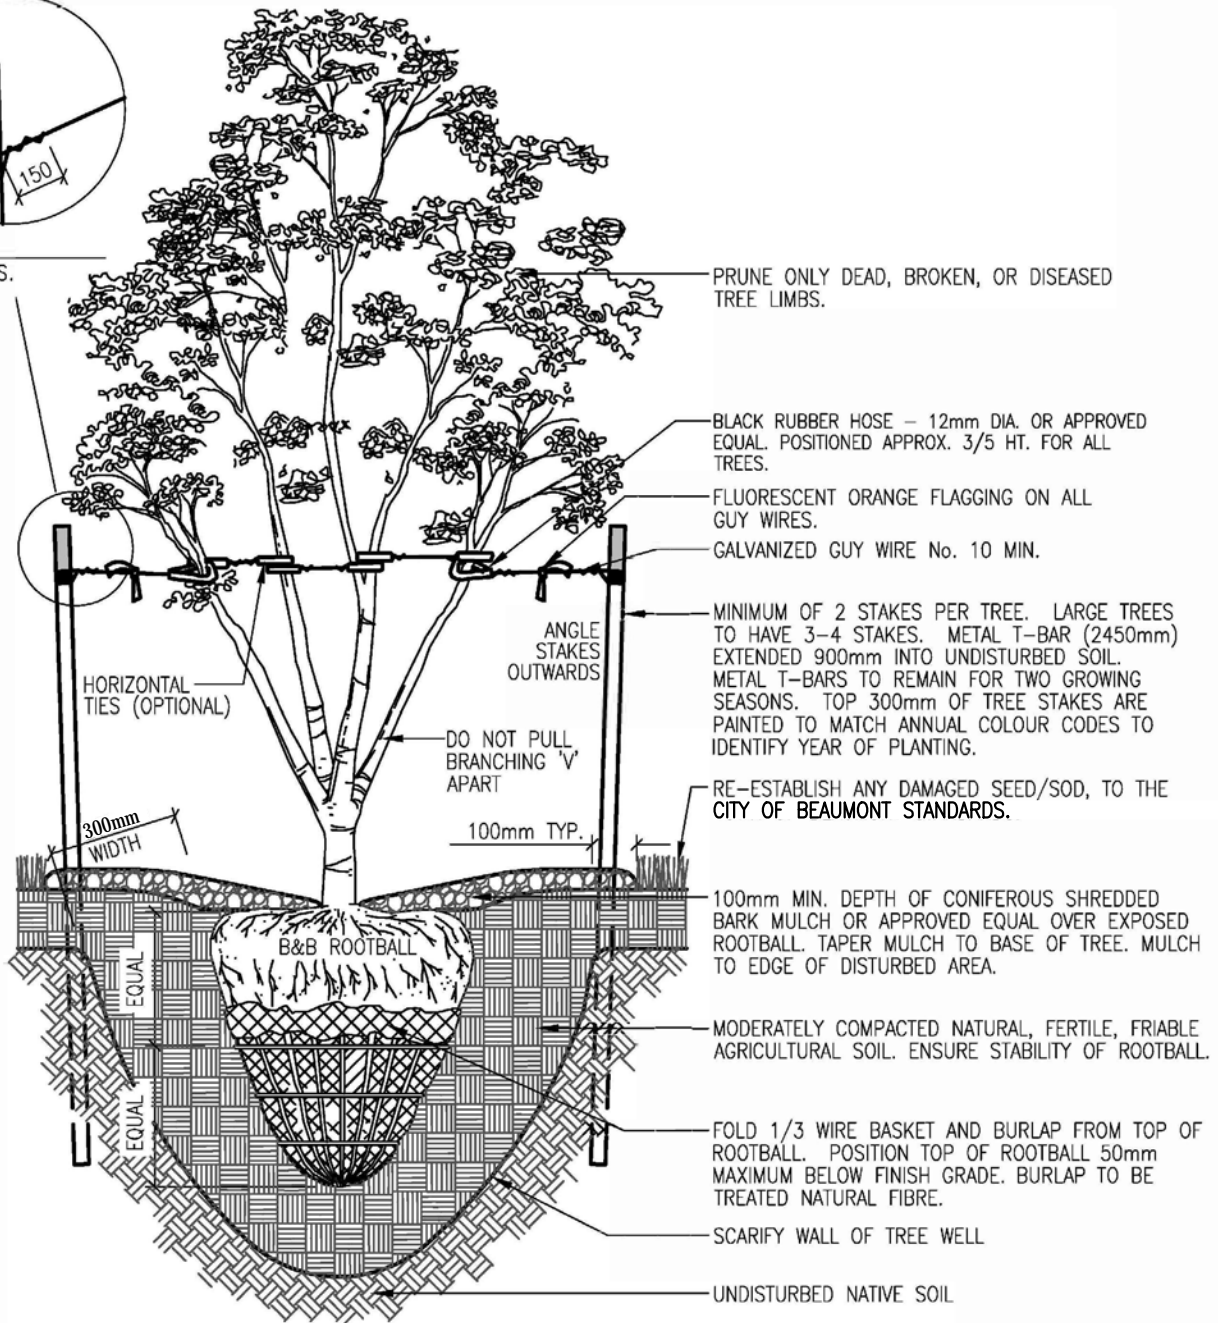 150
S.
PRUNE ONLY DEAD, BROKEN, OR DISEASED
TREE LIMBS.
BLACK RUBBER HOSE – 12mm DIA. OR APPROVED
EQUAL. POSITIONED APPROX. 3/5 HT. FOR ALL
TREES.
FLUORESCENT ORANGE FLAGGING ON ALL
GUY WIRES.
GALVANIZED GUY WIRE No. 10 MIN.
ANGLE
STAKES
OUTWARDS
MINIMUM OF 2 STAKES PER TREE. LARGE TREES
TO HAVE 3–4 STAKES. METAL T–BAR (2450mm)
EXTENDED 900mm INTO UNDISTURBED SOIL.
METAL T–BARS TO REMAIN FOR TWO GROWING
SEASONS. TOP 300mm OF TREE STAKES ARE
PAINTED TO MATCH ANNUAL COLOUR CODES TO
IDENTIFY YEAR OF PLANTING.
HORIZONTAL
TIES (OPTIONAL)
DO NOT PULL
BRANCHING 'V'
APART
RE–ESTABLISH ANY DAMAGED SEED/SOD, TO THE
CITY OF BEAUMONT STANDARDS.
300mm
WIDTH
100mm TYP.
100mm MIN. DEPTH OF CONIFEROUS SHREDDED
BARK MULCH OR APPROVED EQUAL OVER EXPOSED
ROOTBALL. TAPER MULCH TO BASE OF TREE. MULCH
TO EDGE OF DISTURBED AREA.
B&B ROOTBALL
EQUAL
EQUAL
MODERATELY COMPACTED NATURAL, FERTILE, FRIABLE
AGRICULTURAL SOIL. ENSURE STABILITY OF ROOTBALL.
FOLD 1/3 WIRE BASKET AND BURLAP FROM TOP OF
ROOTBALL. POSITION TOP OF ROOTBALL 50mm
MAXIMUM BELOW FINISH GRADE. BURLAP TO BE
TREATED NATURAL FIBRE.
SCARIFY WALL OF TREE WELL
UNDISTURBED NATIVE SOIL